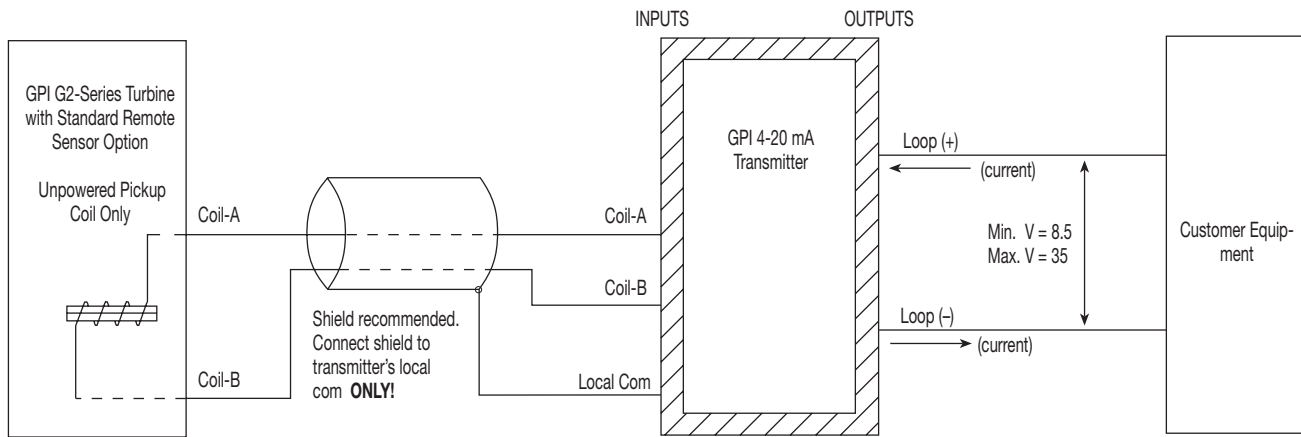 INPUTS
OUTPUTS
GPI G2-Series Turbine
with Standard Remote
Sensor Option
Unpowered Pickup
Coil Only
Coil-A
Coil-B
Shield recommended.
Connect shield to
transmitter's local
com ONLY!
Coil-A
Coil-B
Local Com
GPI 4-20 mA
Transmitter
Loop (+)
(current)
Min. V = 8.5
Max. V = 35
Loop (–)
(current)
Customer Equip-
ment